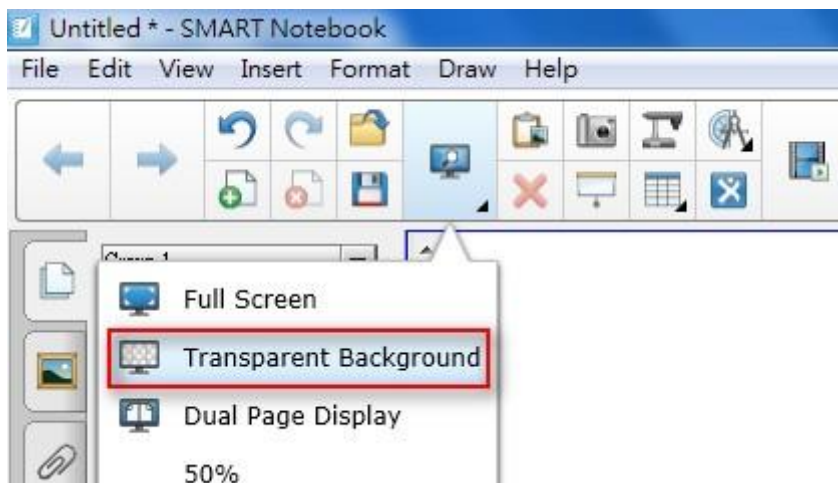 Untitled * - SMART Notebook
File Edit View Insert Format Draw Help
Full Screen
Transparent Background
Dual Page Display
50%